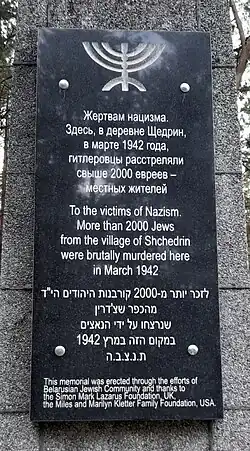 Жертвам нацизма.
Здесь, в деревне Щедрин,
в марте 1942 года,
гитлеровцы расстреляли
свыше 2000 евреев –
местных жителей
To the victims of Nazism.
More than 2000 Jews
from the village of Shchedrin
were brutally murdered here
in March 1942
לזכר יותר מ-2000 קורבנות היהודים הי"ד
מהכפר שצ'דרין
שנרצחו על ידי הנאצים
במקום הזה במרץ 1942
ת.נ.צ.ב.ה
This memorial was erected through the efforts of
Belarusian Jewish Community and thanks to
the Simon Mark Lazarus Foundation, UK,
the Miles and Marilyn Kletter Family Foundation, USA.